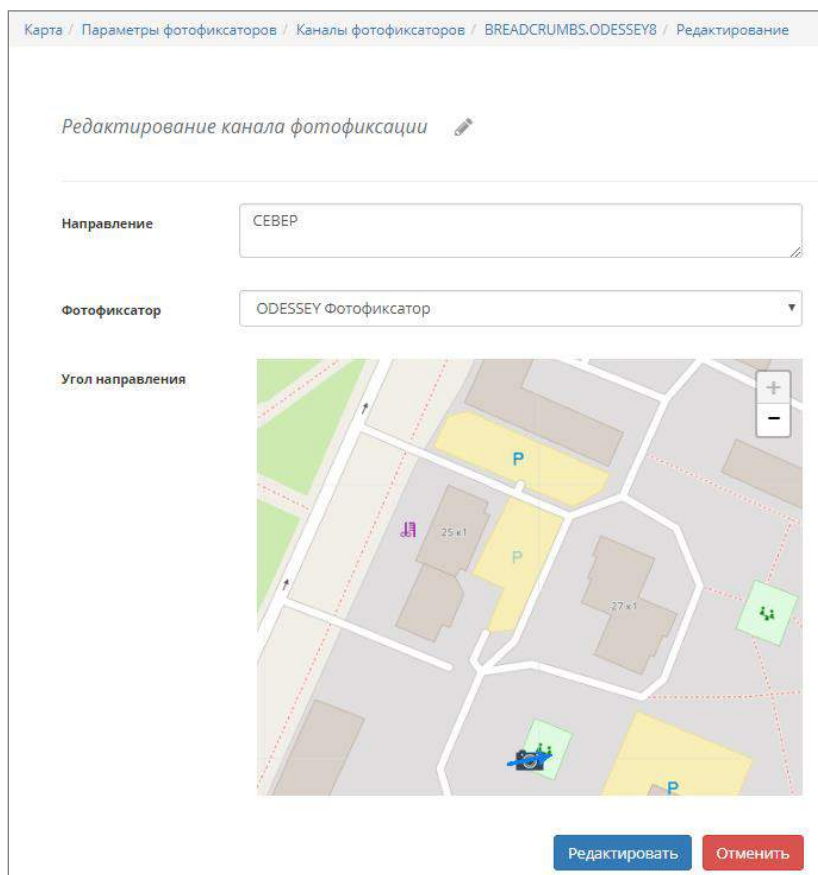 Карта / Параметры фотофиксаторов / Каналы фотофиксаторов / BREADCRUMBS.ODESSEY8 / Редактирование
Редактирование канала фотофиксации
Направление
СЕВЕР
Фотофиксатор
ODESSEY Фотофиксатор
Угол направления
+
−
P
25 к1
P
27 к1
P
Редактировать
Отменить